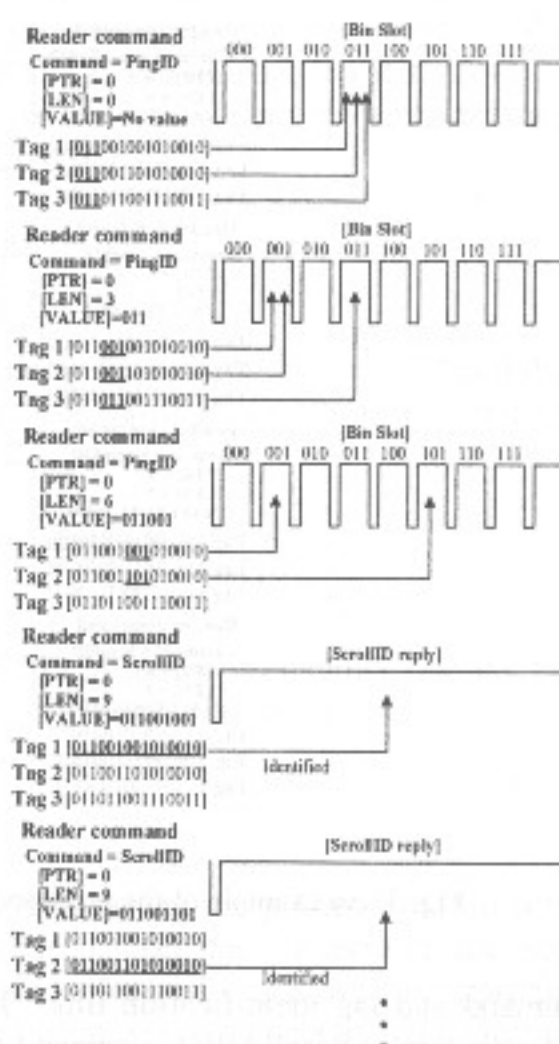 [Bin Slot]
Reader command 000 001 010 011 100 101 110 111
Command = PingID
[PTR] = 0
[LEN] = 0
[VALUE]=No value
Tag 1 [011001001010010]
Tag 2 [011001101010010]
Tag 3 [011011001110011]
Reader command [Bin Slot]
000 001 010 011 100 101 110 111
Command = PingID
[PTR] = 0
[LEN] = 3
[VALUE]=011
Tag 1 [011001001010010]
Tag 2 [011001101010010]
Tag 3 [011011001110011]
Reader command [Bin Slot]
000 001 010 011 100 101 110 111
Command = PingID
[PTR] = 0
[LEN] = 6
[VALUE]=011001
Tag 1 [011001001010010]
Tag 2 [011001101010010]
Tag 3 [011011001110011]
Reader command
[ScrollID reply]
Command = ScrollID
[PTR] = 0
[LEN] = 9
[VALUE]=011001001
Tag 1 [011001001010010]
Tag 2 [011001101010010] Identified
Tag 3 [011011001110011]
Reader command
[ScrollID reply]
Command = ScrollID
[PTR] = 0
[LEN] = 9
[VALUE]=011001101
Tag 1 [011001001010010]
Tag 2 [011001101010010]
Tag 3 [011011001110011] Identified